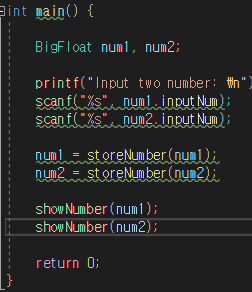 int main() {
BigFloat num1, num2;
printf("Input two number: ₩n")
scanf("%s", num1.inputNum);
scanf("%s", num2.inputNum);
num1 = storeNumber(num1);
num2 = storeNumber(num2);
showNumber(num1);
showNumber(num2);
return 0;
}